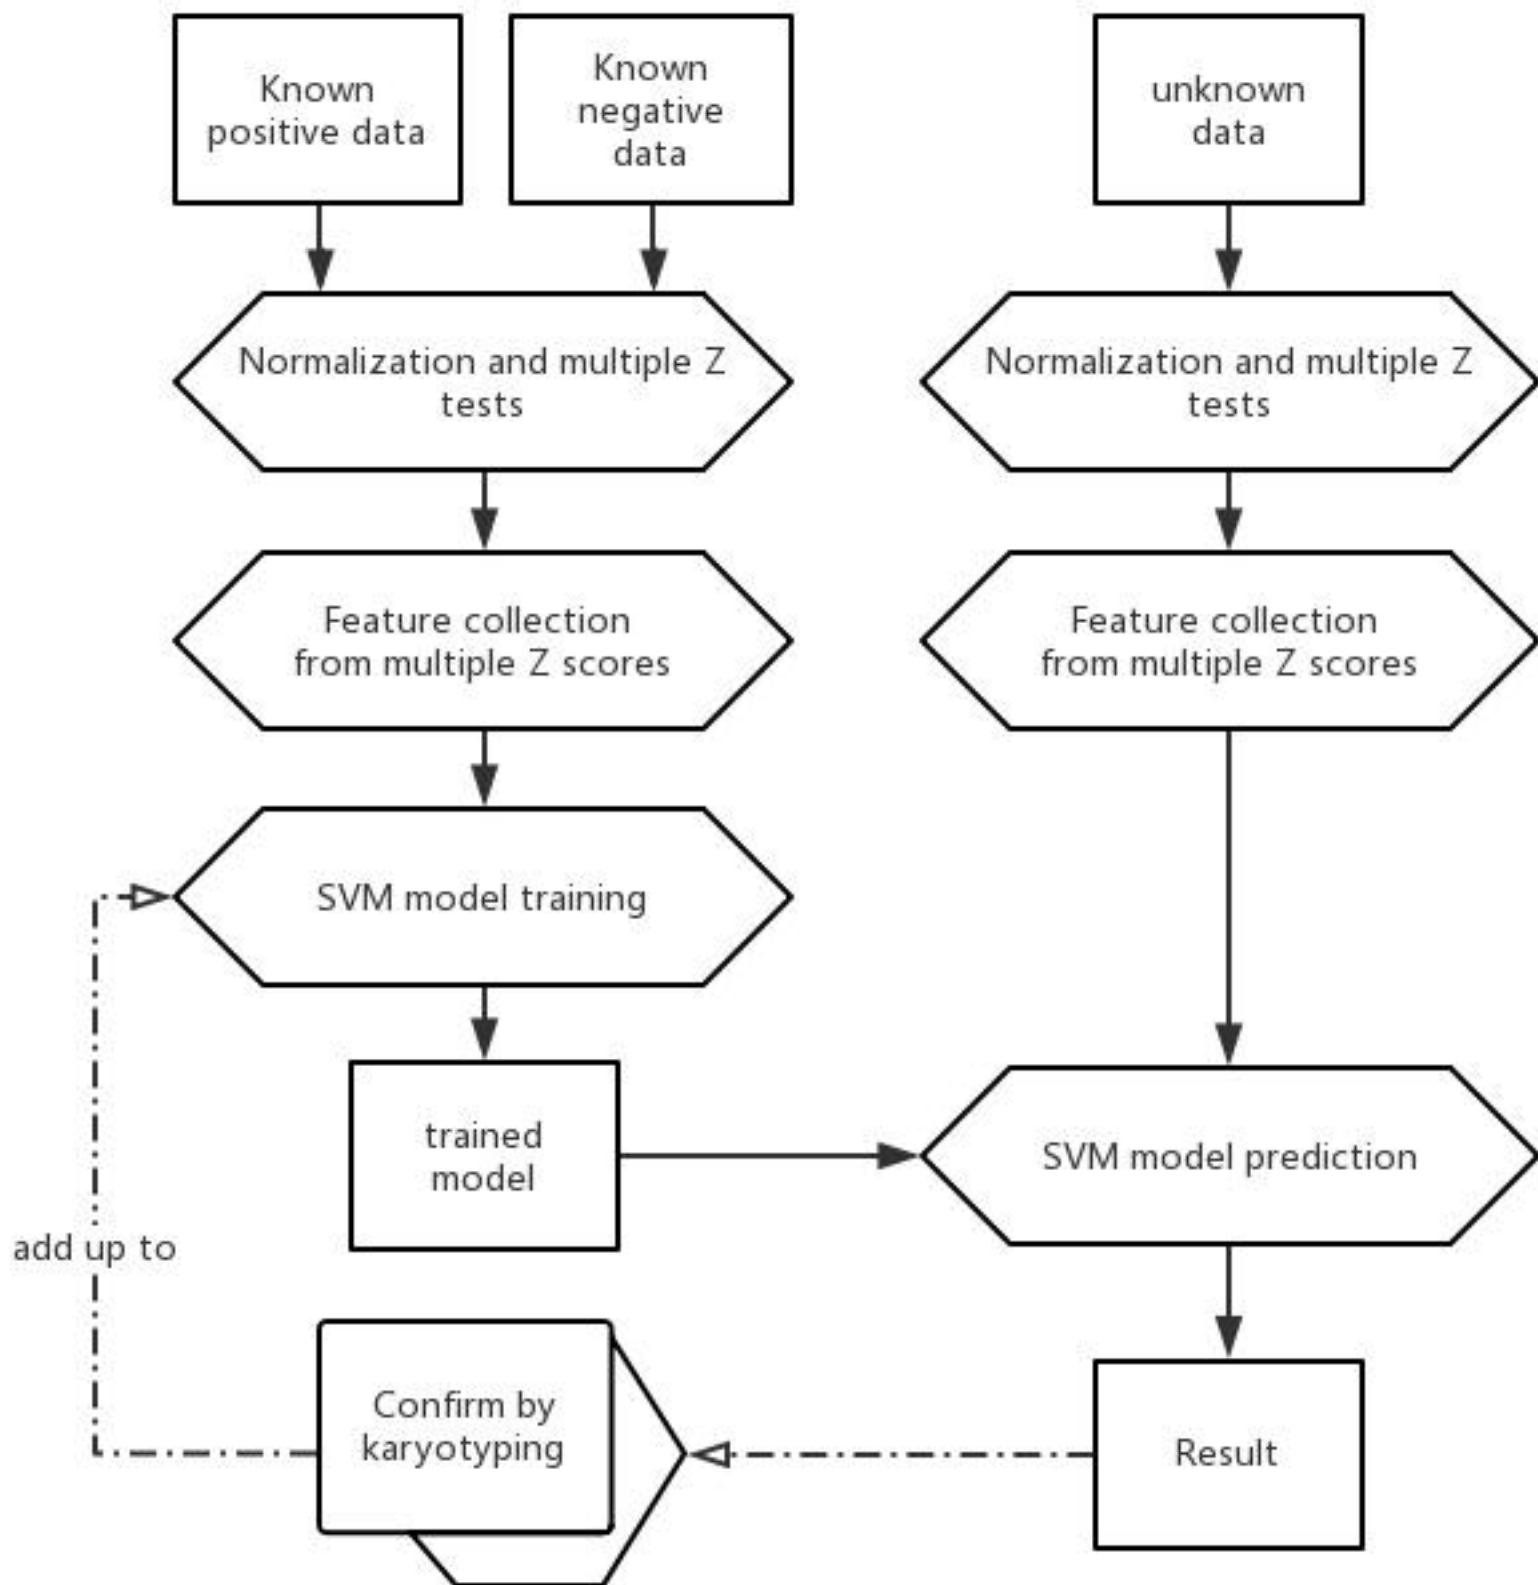 Known
positive data
Known
negative
data
unknown
data
Normalization and multiple Z
tests
Normalization and multiple Z
tests
Feature collection
from multiple Z scores
Feature collection
from multiple Z scores
SVM model training
trained
model
SVM model prediction
add up to
Confirm by
karyotyping
Result